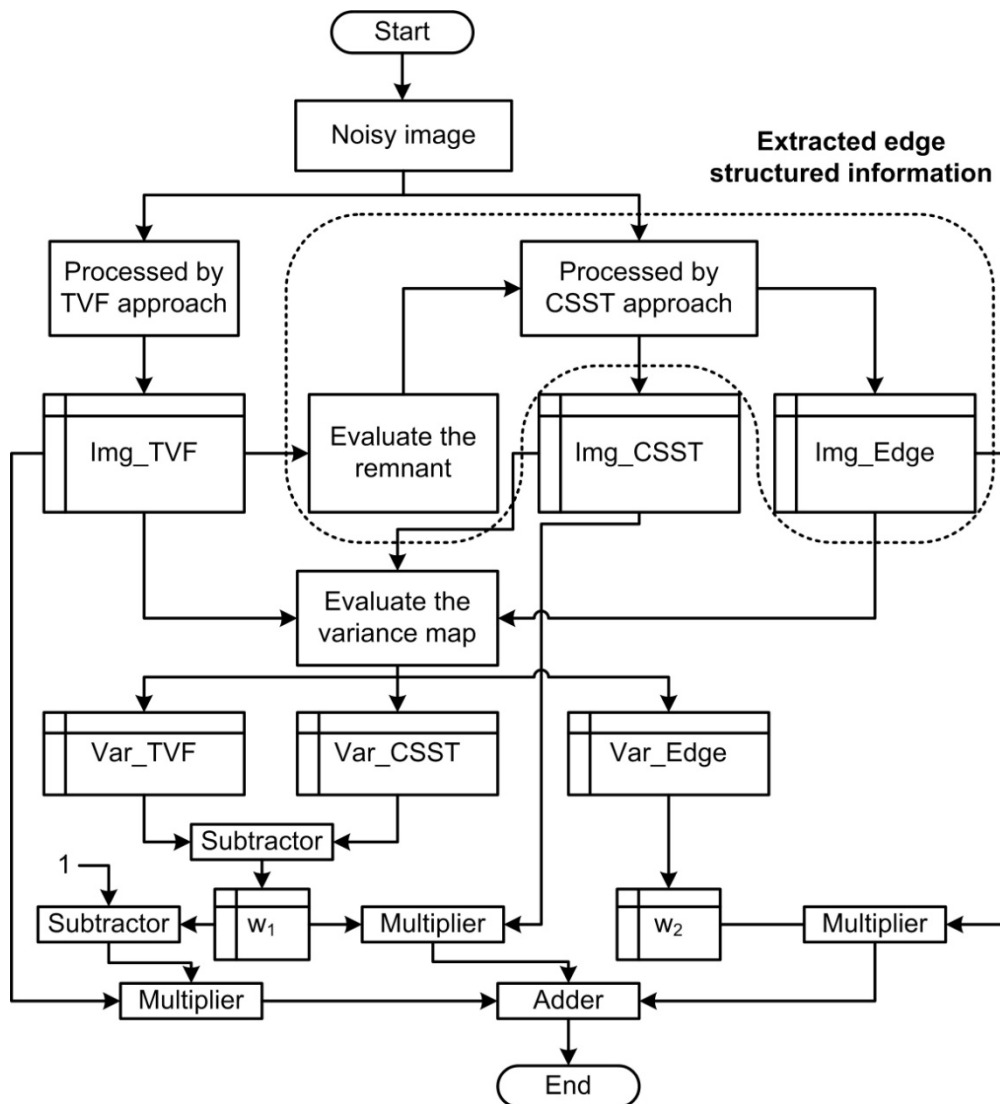 Start
Noisy image
Extracted edge
structured information
Processed by
TVF approach
Processed by
CSST approach
Img_TVF
Evaluate the
remnant
Img_CSST
Img_Edge
Evaluate the
variance map
Var_TVF
Var_CSST
Var_Edge
Subtractor
1
Subtractor
w₁
Multiplier
w₂
Multiplier
Multiplier
Adder
End